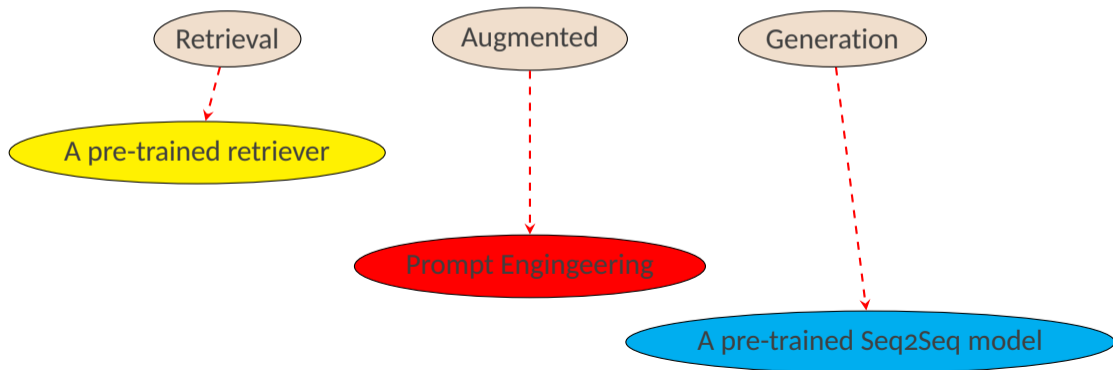 Retrieval
Augmented
Generation
A pre-trained retriever
Prompt Engingeering
A pre-trained Seq2Seq model